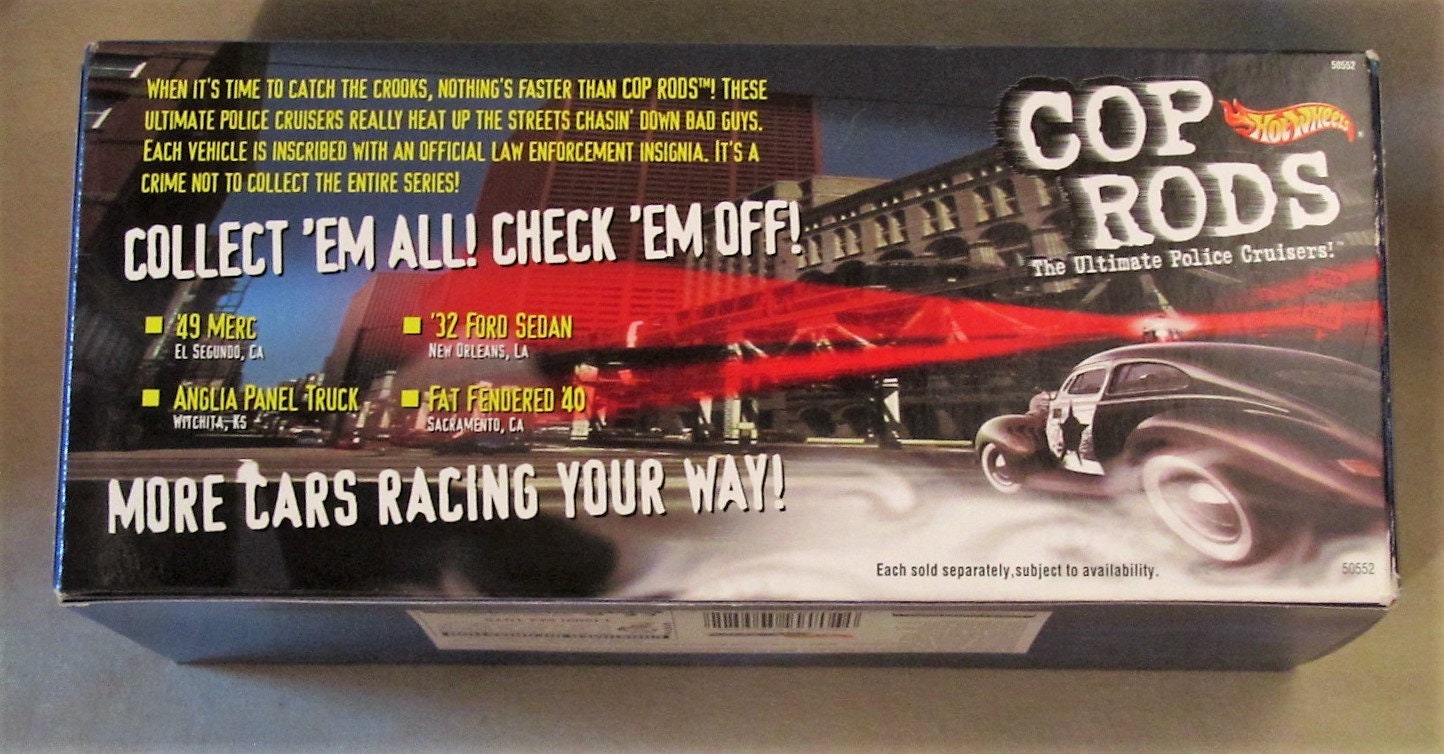 50552
WHEN IT'S TIME TO CATCH THE CROOKS, NOTHING'S FASTER THAN COP RODS™! THESE
ULTIMATE POLICE CRUISERS REALLY HEAT UP THE STREETS CHASIN' DOWN BAD GUYS.
EACH VEHICLE IS INSCRIBED WITH AN OFFICIAL LAW ENFORCEMENT INSIGNIA. IT'S A
CRIME NOT TO COLLECT THE ENTIRE SERIES!
COP
RODS
Hot Wheels
The Ultimate Police Cruisers!™
COLLECT 'EM ALL! CHECK 'EM OFF!
'49 MERC
EL SEGUNDO, CA
'32 FORD SEDAN
NEW ORLEANS, LA
ANGLIA PANEL TRUCK
WITCHITA, KS
FAT FENDERED '40
SACRAMENTO, CA
MORE CARS RACING YOUR WAY!
Each sold separately, subject to availability.
50552